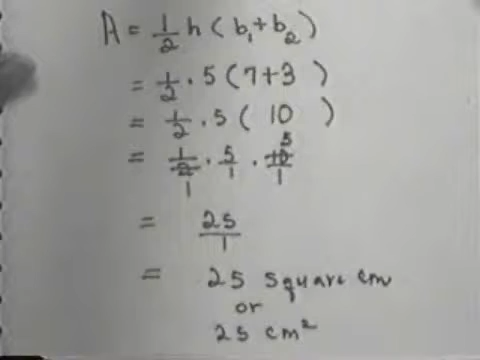 A = 1/2 h ( b₁+b₂ )
= 1/2 · 5 ( 7+3 )
= 1/2 · 5 ( 10 )
5
= 1/2 · 5/1 · 10/1
1
= 25/1
= 25 square cm
or
25 cm²